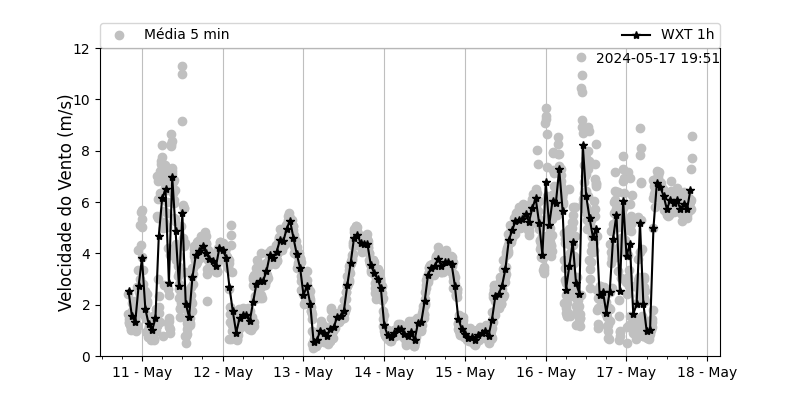 Média 5 min
WXT 1h
2024-05-17 19:51
Velocidade do Vento (m/s)
12
10
8
6
4
2
0
11 - May
12 - May
13 - May
14 - May
15 - May
16 - May
17 - May
18 - May